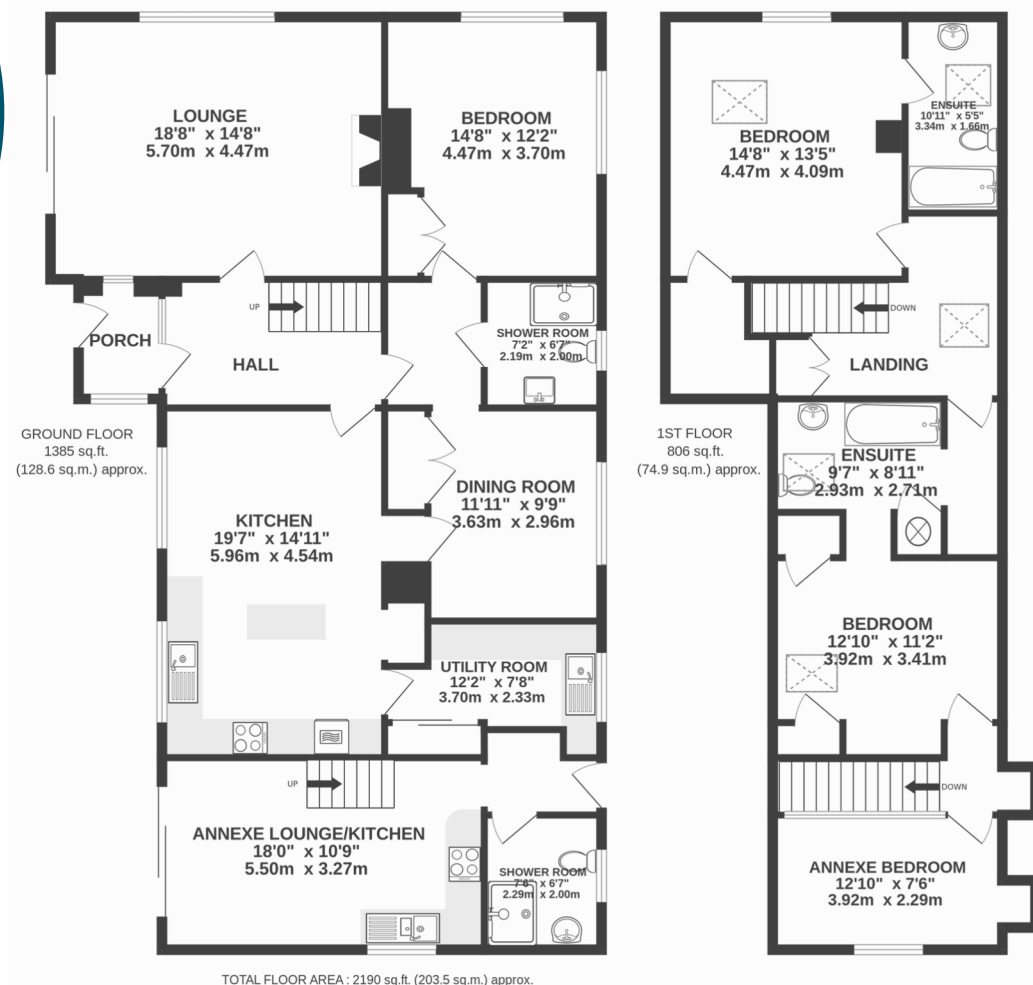 LOUNGE
18'8" x 14'8"
5.70m x 4.47m
BEDROOM
14'8" x 12'2"
4.47m x 3.70m
UP
PORCH
HALL
SHOWER ROOM
7'2" x 6'7"
2.19m x 2.00m
GROUND FLOOR
1385 sq.ft.
(128.6 sq.m.) approx.
KITCHEN
19'7" x 14'11"
5.96m x 4.54m
DINING ROOM
11'11" x 9'9"
3.63m x 2.96m
UTILITY ROOM
12'2" x 7'8"
3.70m x 2.33m
UP
ANNEXE LOUNGE/KITCHEN
18'0" x 10'9"
5.50m x 3.27m
SHOWER ROOM
7'6" x 6'7"
2.29m x 2.00m
BEDROOM
14'8" x 13'5"
4.47m x 4.09m
ENSUITE
10'11" x 5'5"
3.34m x 1.66m
DOWN
LANDING
1ST FLOOR
806 sq.ft.
(74.9 sq.m.) approx.
ENSUITE
9'7" x 8'11"
2.93m x 2.71m
BEDROOM
12'10" x 11'2"
3.92m x 3.41m
DOWN
ANNEXE BEDROOM
12'10" x 7'6"
3.92m x 2.29m
TOTAL FLOOR AREA : 2190 sq.ft. (203.5 sq.m.) approx.